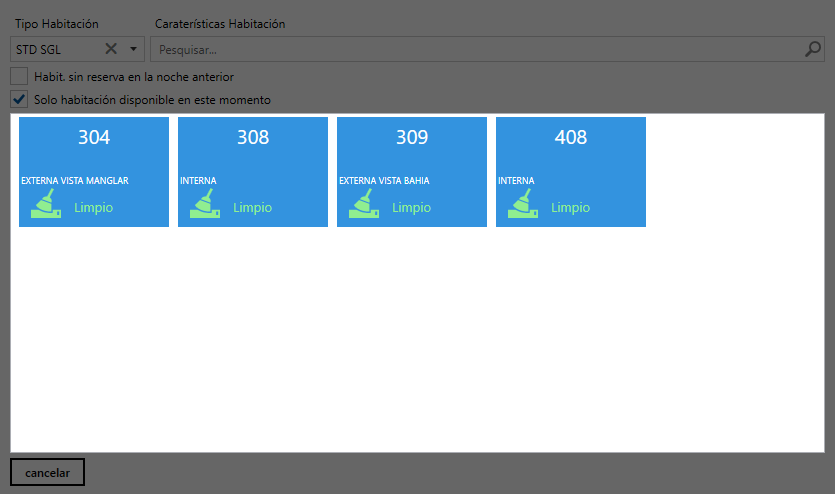 Tipo Habitación Caraterísticas Habitación
STD SGL Pesquisar...
Habit. sin reserva en la noche anterior
Solo habitación disponible en este momento
304 308 309 408
EXTERNA VISTA MANGLAR INTERNA EXTERNA VISTA BAHIA INTERNA
Limpio Limpio Limpio Limpio
cancelar